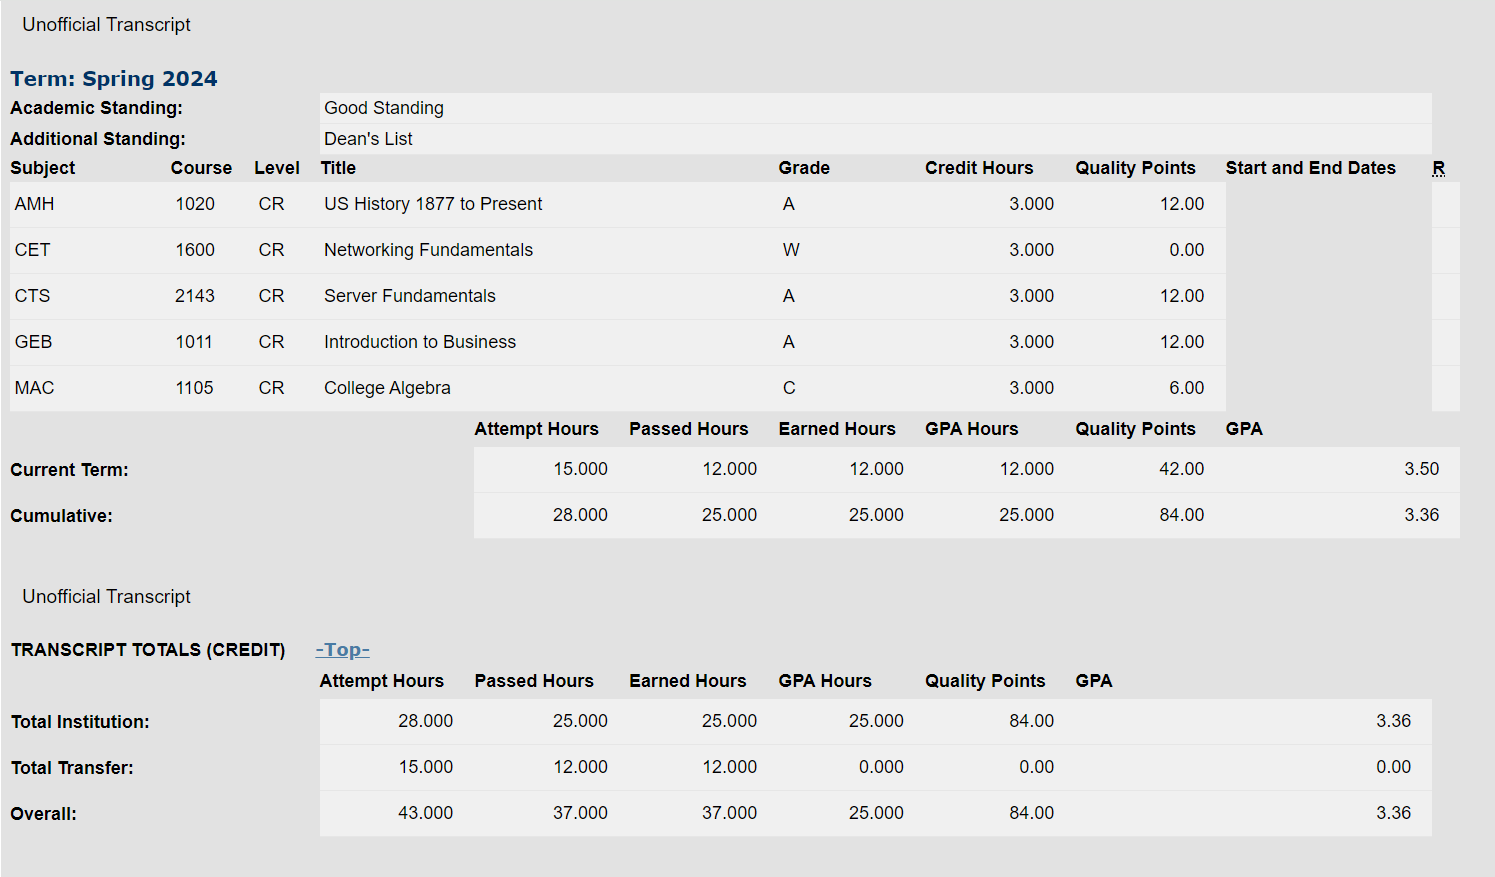 Unofficial Transcript
Term: Spring 2024
Academic Standing: Good Standing
Additional Standing: Dean's List
Subject Course Level Title Grade Credit Hours Quality Points Start and End Dates R
AMH 1020 CR US History 1877 to Present A 3.000 12.00
CET 1600 CR Networking Fundamentals W 3.000 0.00
CTS 2143 CR Server Fundamentals A 3.000 12.00
GEB 1011 CR Introduction to Business A 3.000 12.00
MAC 1105 CR College Algebra C 3.000 6.00
Attempt Hours Passed Hours Earned Hours GPA Hours Quality Points GPA
Current Term: 15.000 12.000 12.000 12.000 42.00 3.50
Cumulative: 28.000 25.000 25.000 25.000 84.00 3.36
Unofficial Transcript
TRANSCRIPT TOTALS (CREDIT) -Top-
Attempt Hours Passed Hours Earned Hours GPA Hours Quality Points GPA
Total Institution: 28.000 25.000 25.000 25.000 84.00 3.36
Total Transfer: 15.000 12.000 12.000 0.000 0.00 0.00
Overall: 43.000 37.000 37.000 25.000 84.00 3.36